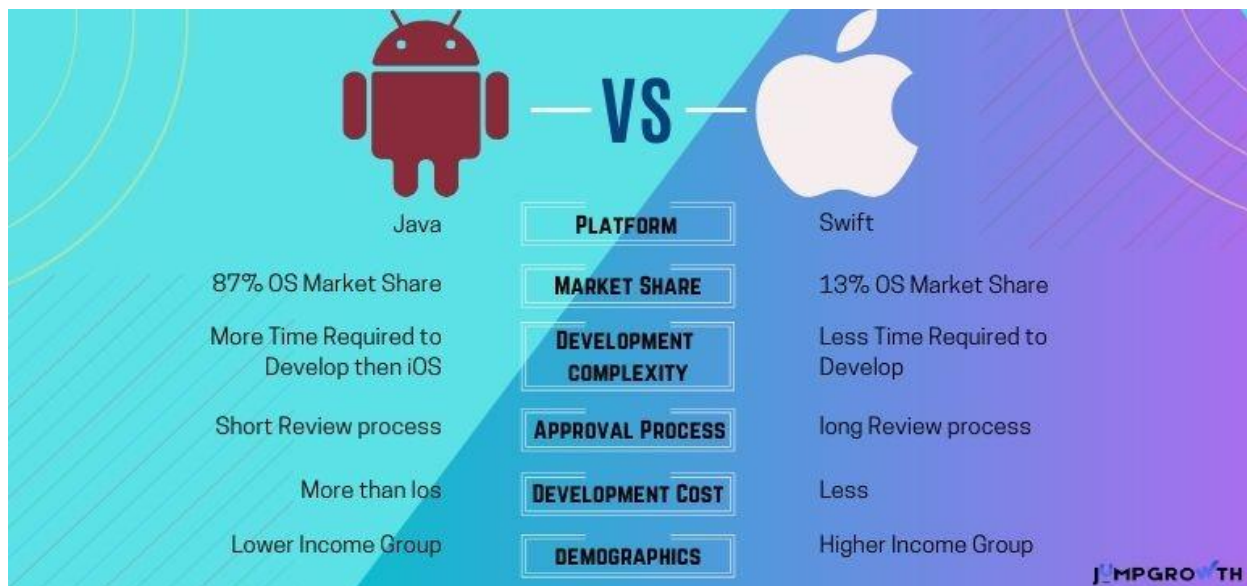 VS
Java PLATFORM Swift
87% OS Market Share MARKET SHARE 13% OS Market Share
More Time Required to DEVELOPMENT Less Time Required to
Develop then iOS COMPLEXITY Develop
Short Review process APPROVAL PROCESS long Review process
More than Ios DEVELOPMENT COST Less
Lower Income Group DEMOGRAPHICS Higher Income Group
JUMPGROWTH